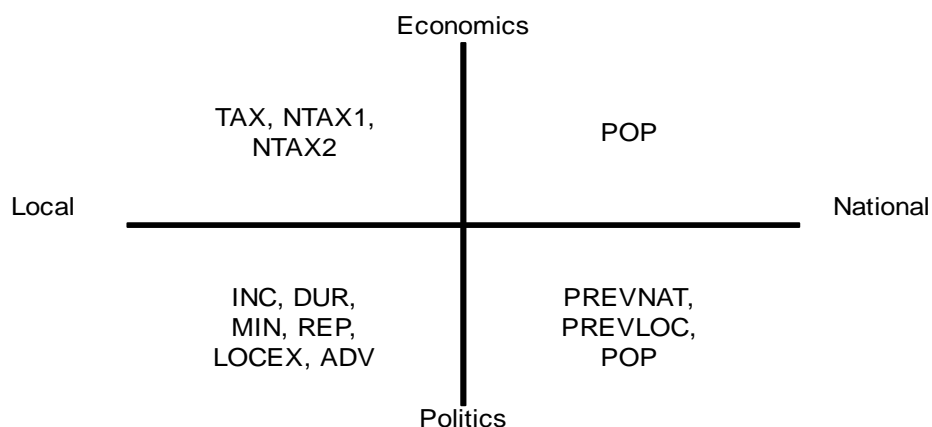 Economics
TAX, NTAX1,
NTAX2
POP
Local
National
INC, DUR,
MIN, REP,
LOCEX, ADV
PREVNAT,
PREVLOC,
POP
Politics